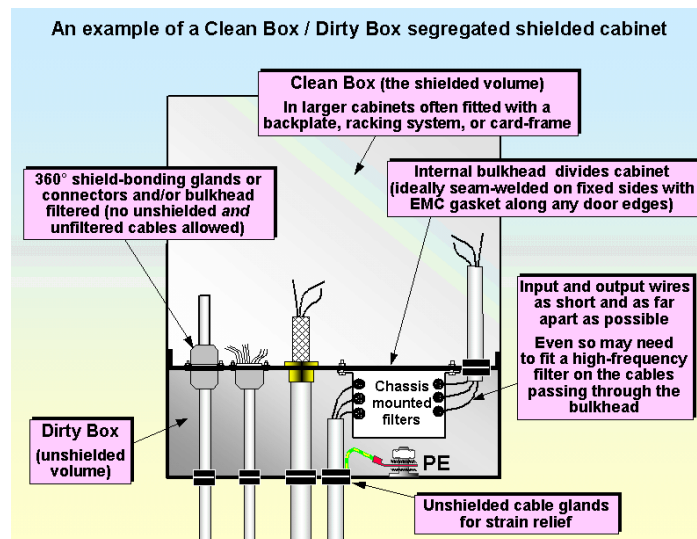 An example of a Clean Box / Dirty Box segregated shielded cabinet
Clean Box (the shielded volume)
In larger cabinets often fitted with a
backplate, racking system, or card-frame
360° shield-bonding glands or
connectors and/or bulkhead
filtered (no unshielded and
unfiltered cables allowed)
Internal bulkhead divides cabinet
(ideally seam-welded on fixed sides with
EMC gasket along any door edges)
Input and output wires
as short and as far
apart as possible
Even so may need
to fit a high-frequency
filter on the cables
passing through the
bulkhead
Chassis
mounted
filters
Dirty Box
(unshielded
volume)
PE
Unshielded cable glands
for strain relief